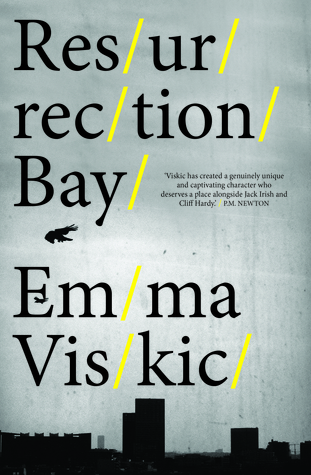 Res/ur/
rec/tion/
Bay/
'Viskic has created a genuinely unique
and captivating character who
deserves a place alongside Jack Irish and
Cliff Hardy.' / P.M. NEWTON
Em/ma
Vis/kic/